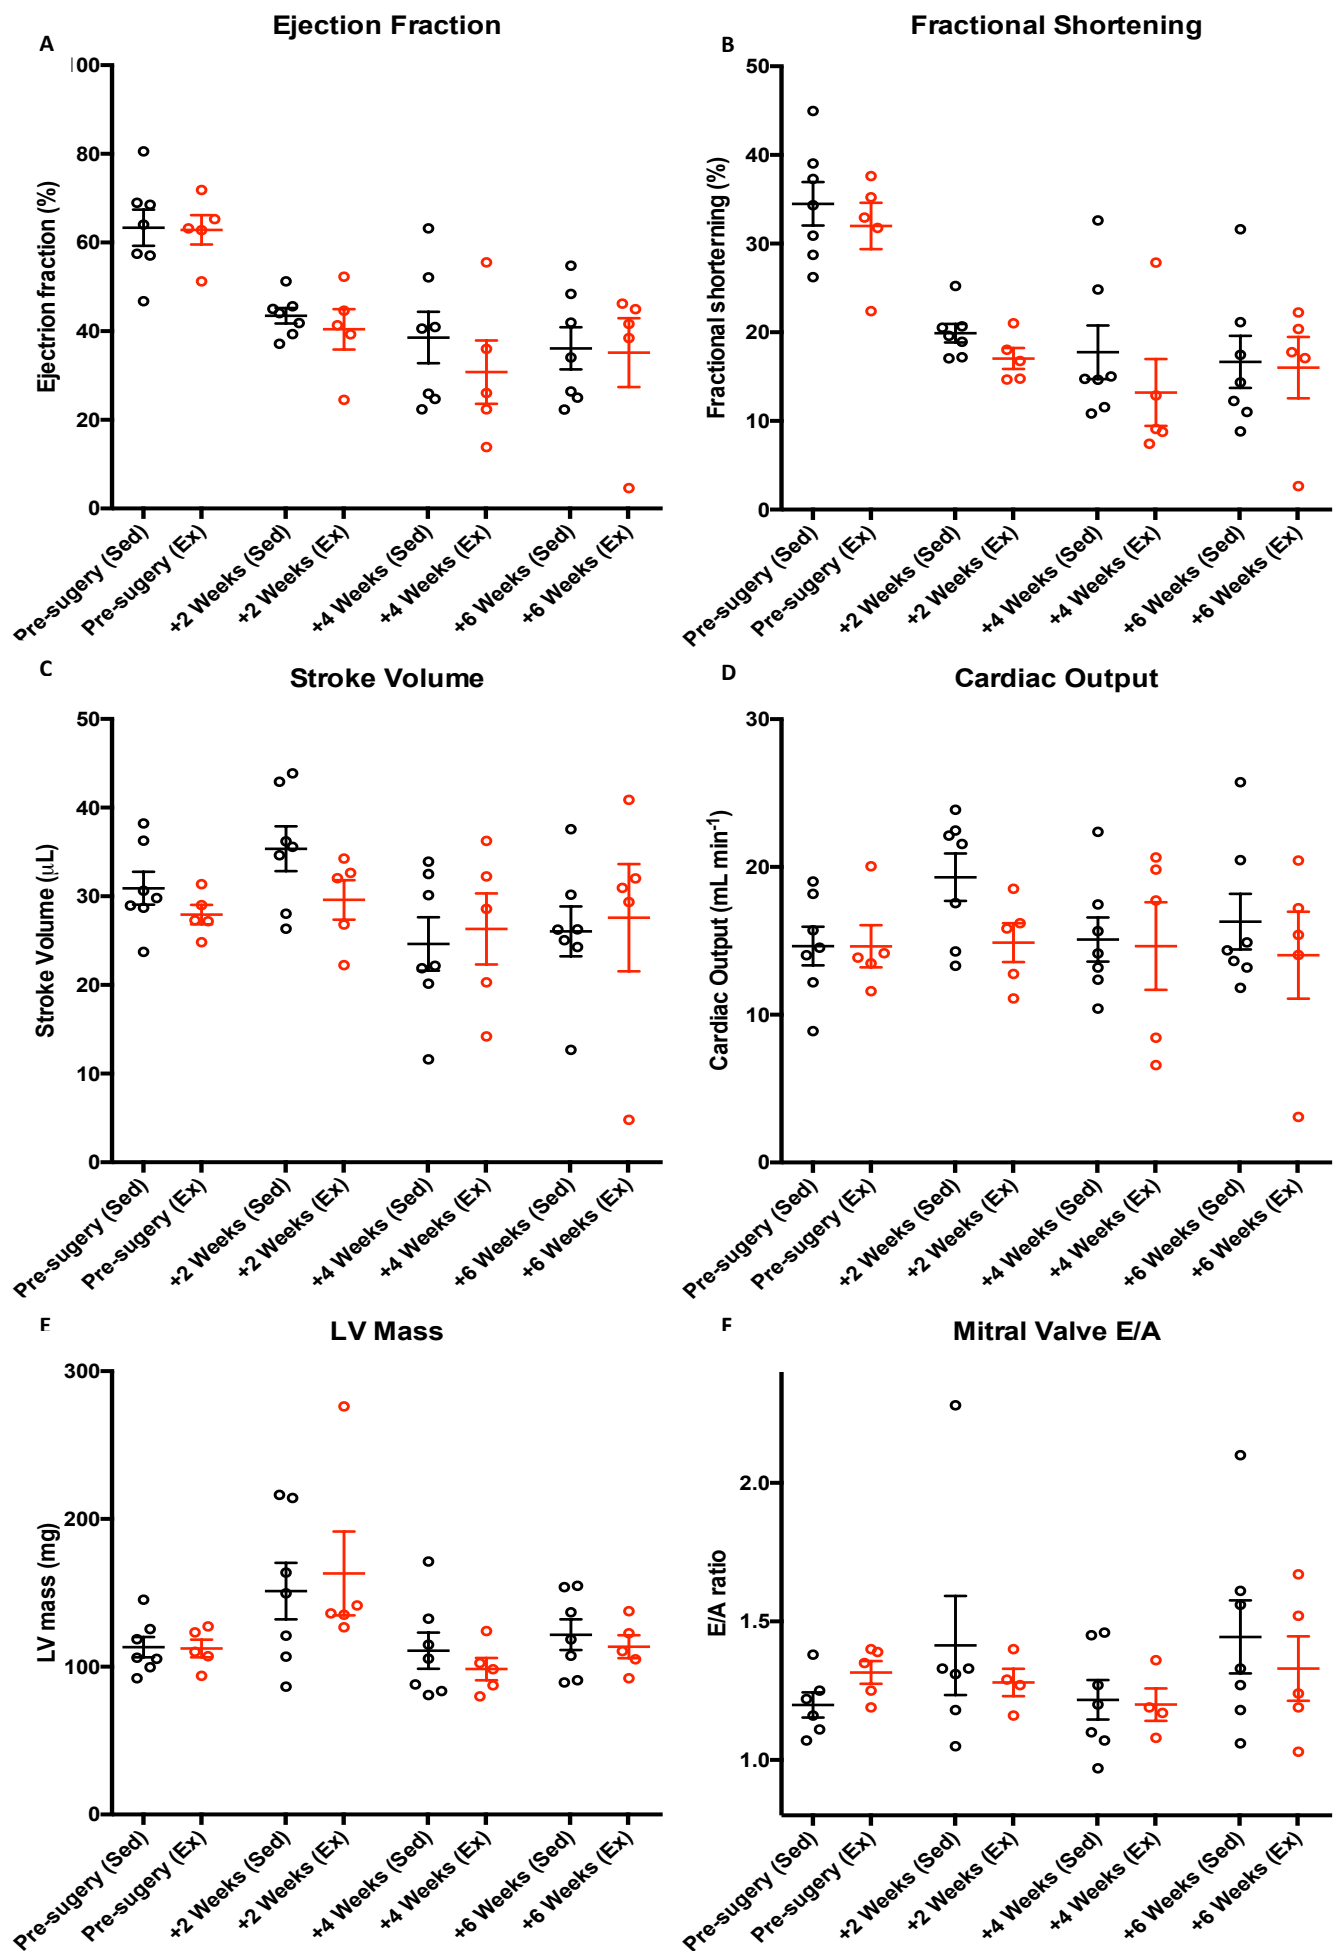 A
Ejection Fraction
100
80
60
40
20
0
Ejectrion fraction (%)
Pre-sugery (Sed)
Pre-sugery (Ex)
+2 Weeks (Sed)
+2 Weeks (Ex)
+4 Weeks (Sed)
+4 Weeks (Ex)
+6 Weeks (Sed)
+6 Weeks (Ex)
B
Fractional Shortening
50
40
30
20
10
0
Fractional shorterning (%)
Pre-sugery (Sed)
Pre-sugery (Ex)
+2 Weeks (Sed)
+2 Weeks (Ex)
+4 Weeks (Sed)
+4 Weeks (Ex)
+6 Weeks (Sed)
+6 Weeks (Ex)
C
Stroke Volume
50
40
30
20
10
0
Stroke Volume (μL)
Pre-sugery (Sed)
Pre-sugery (Ex)
+2 Weeks (Sed)
+2 Weeks (Ex)
+4 Weeks (Sed)
+4 Weeks (Ex)
+6 Weeks (Sed)
+6 Weeks (Ex)
D
Cardiac Output
30
20
10
0
Cardiac Output (mL min⁻¹)
Pre-sugery (Sed)
Pre-sugery (Ex)
+2 Weeks (Sed)
+2 Weeks (Ex)
+4 Weeks (Sed)
+4 Weeks (Ex)
+6 Weeks (Sed)
+6 Weeks (Ex)
E
LV Mass
300
200
100
0
LV mass (mg)
Pre-sugery (Sed)
Pre-sugery (Ex)
+2 Weeks (Sed)
+2 Weeks (Ex)
+4 Weeks (Sed)
+4 Weeks (Ex)
+6 Weeks (Sed)
+6 Weeks (Ex)
F
Mitral Valve E/A
2.0
1.5
1.0
E/A ratio
Pre-sugery (Sed)
Pre-sugery (Ex)
+2 Weeks (Sed)
+2 Weeks (Ex)
+4 Weeks (Sed)
+4 Weeks (Ex)
+6 Weeks (Sed)
+6 Weeks (Ex)